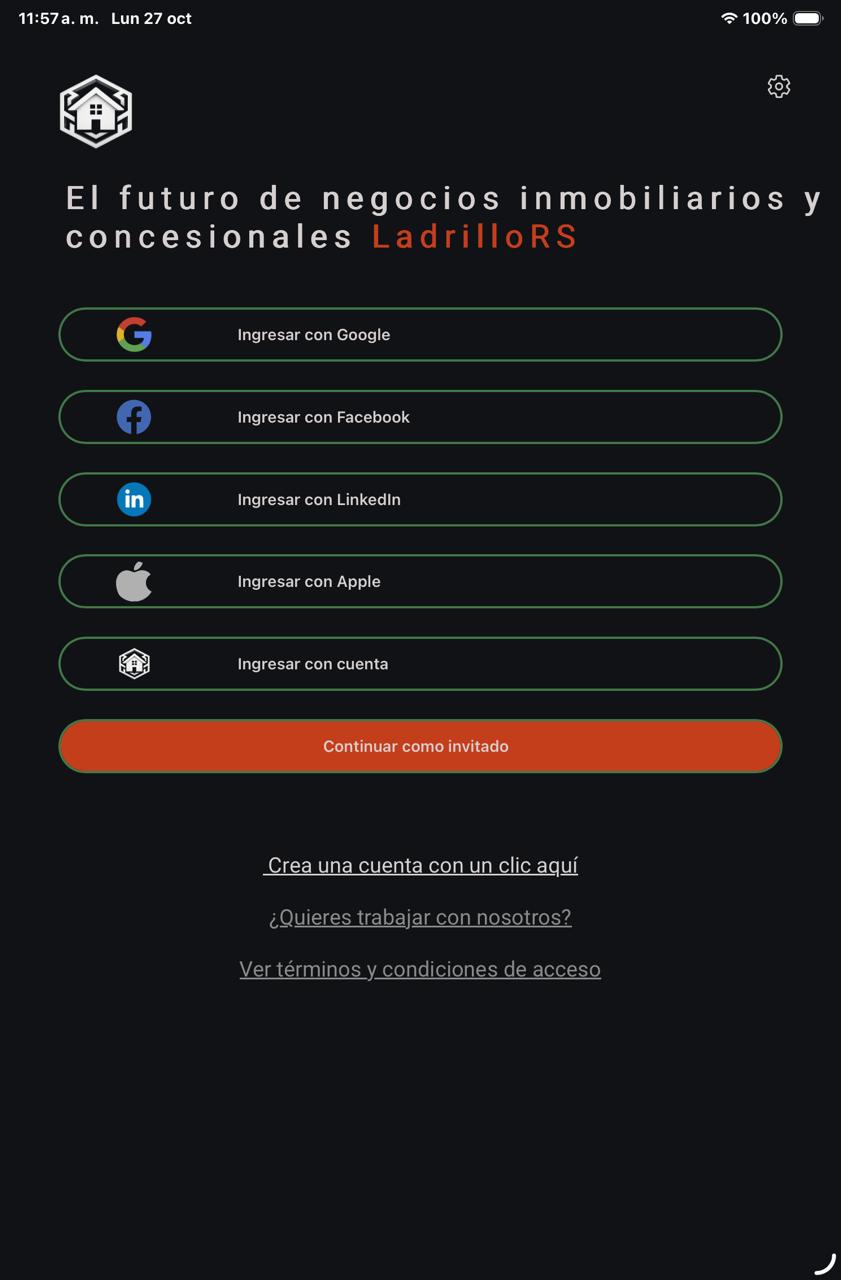 11:57 a. m. Lun 27 oct 100%
El futuro de negocios inmobiliarios y
concesionales LadrilloRS
Ingresar con Google
Ingresar con Facebook
in
Ingresar con LinkedIn
Ingresar con Apple
Ingresar con cuenta
Continuar como invitado
Crea una cuenta con un clic aquí
¿Quieres trabajar con nosotros?
Ver términos y condiciones de acceso